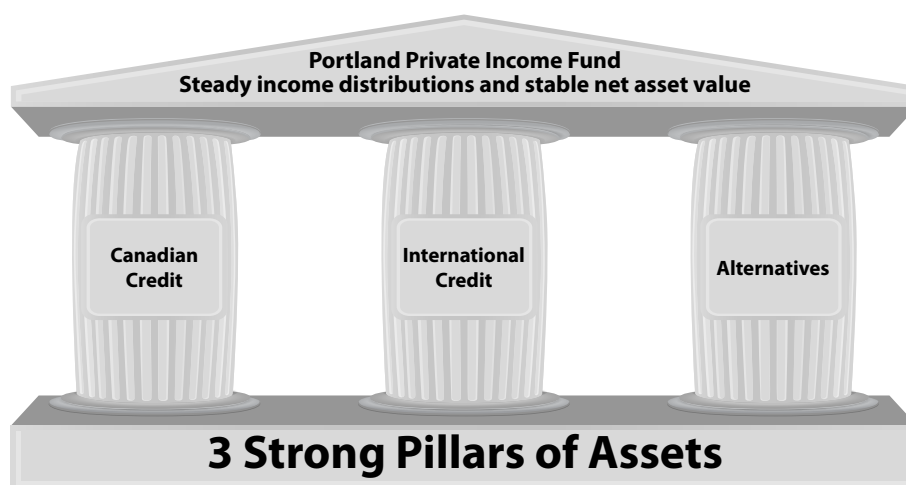 Portland Private Income Fund
Steady income distributions and stable net asset value
Canadian
Credit
International
Credit
Alternatives
3 Strong Pillars of Assets